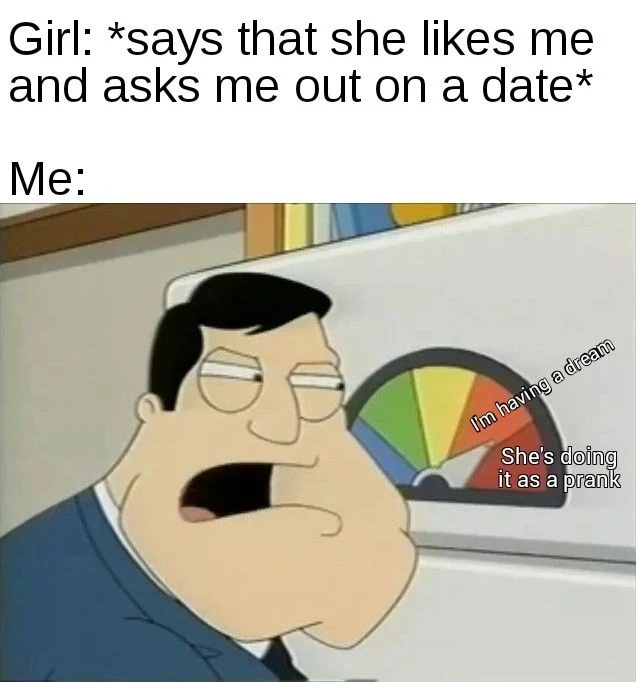 Girl: *says that she likes me
and asks me out on a date*
Me:
I'm having a dream
She's doing
it as a prank